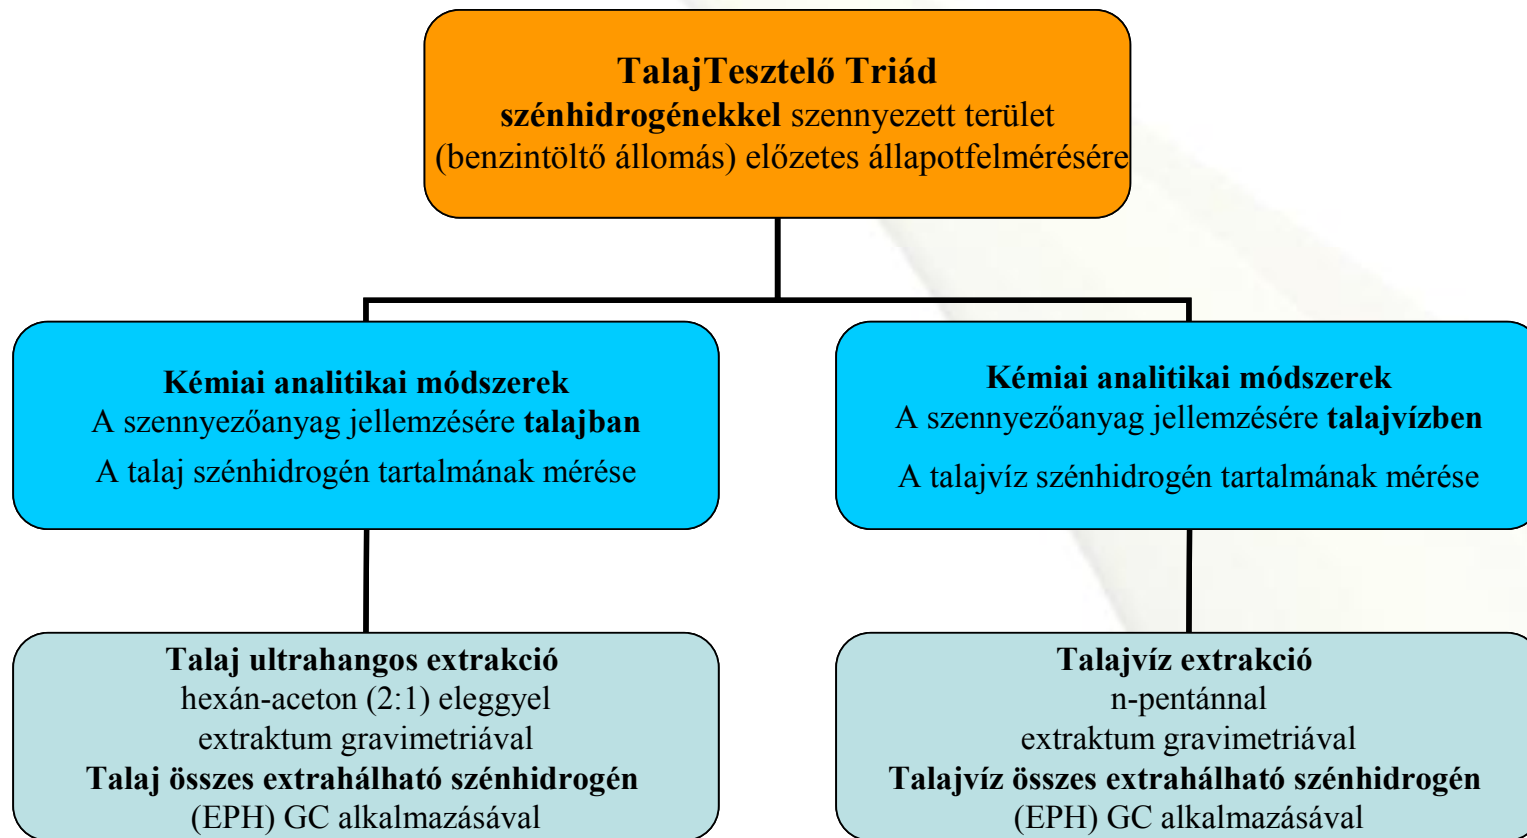 TalajTesztelő Triád
szénhidrogénekkel szennyezett terület
(benzintöltő állomás) előzetes állapotfelmérésére
Kémiai analitikai módszerek
A szennyezőanyag jellemzésére talajban
A talaj szénhidrogén tartalmának mérése
Kémiai analitikai módszerek
A szennyezőanyag jellemzésére talajvízben
A talajvíz szénhidrogén tartalmának mérése
Talaj ultrahangos extrakció
hexán-aceton (2:1) eleggyel
extraktum gravimetriával
Talaj összes extrahálható szénhidrogén
(EPH) GC alkalmazásával
Talajvíz extrakció
n-pentánnal
extraktum gravimetriával
Talajvíz összes extrahálható szénhidrogén
(EPH) GC alkalmazásával